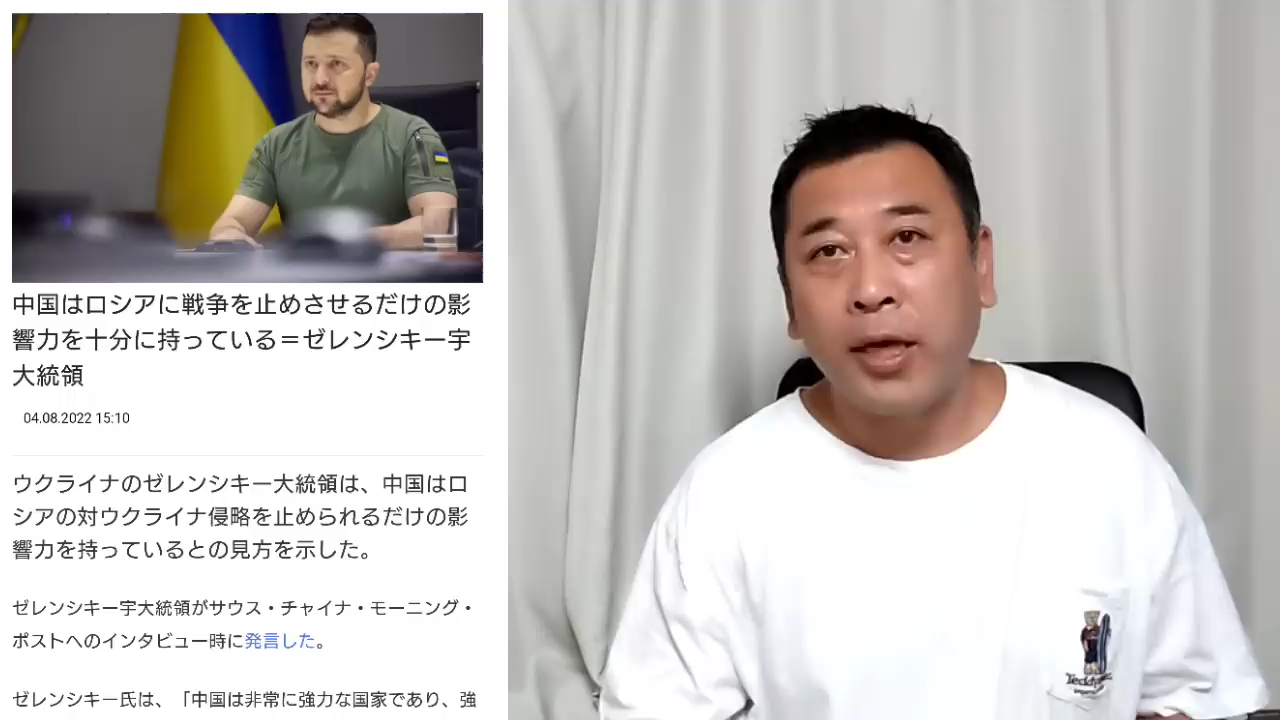 中国はロシアに戦争を止めさせるだけの影
響力を十分に持っている＝ゼレンシキー宇
大統領
04.08.2022 15:10
ウクライナのゼレンシキー大統領は、中国はロ
シアの対ウクライナ侵略を止められるだけの影
響力を持っているとの見方を示した。
ゼレンシキー宇大統領がサウス・チャイナ・モーニング・
ポストへのインタビュー時に発言した。
ゼレンシキー氏は、「中国は非常に強力な国家であり、強